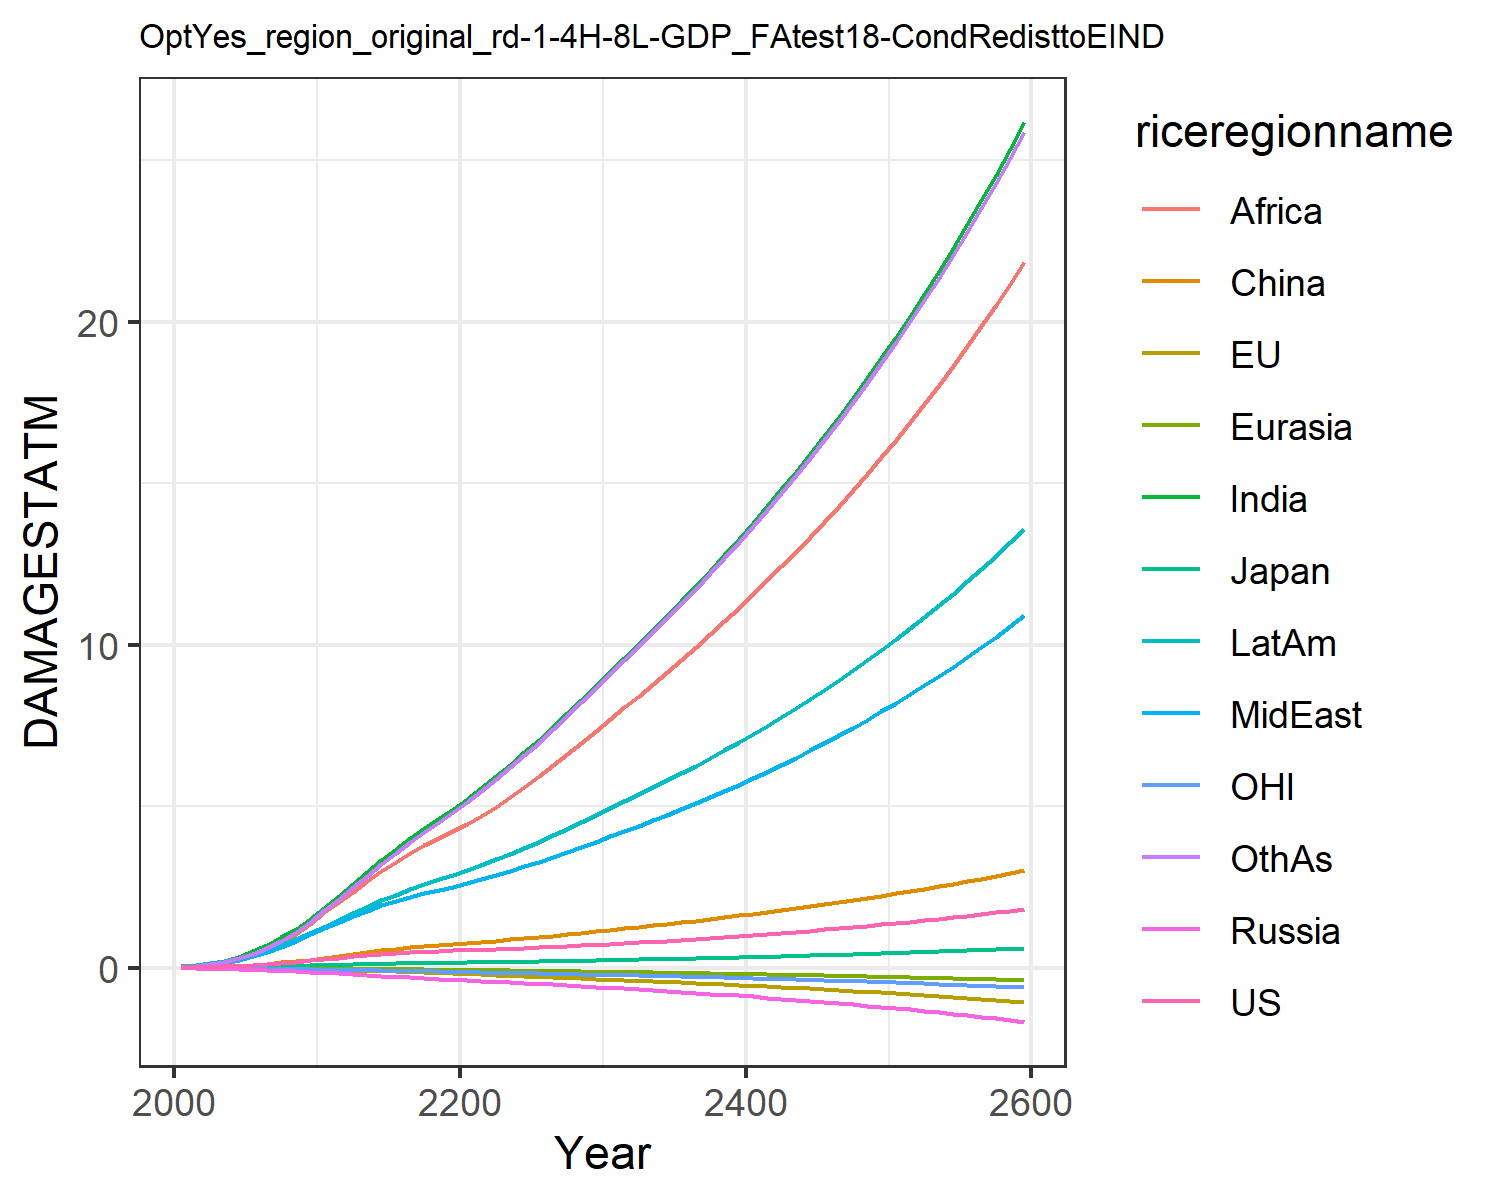 OptYes_region_original_rd-1-4H-8L-GDP_FAtest18-CondRedisttoEIND
DAMAGESTATM
20
10
0
2000
2200
2400
2600
Year
riceregionname
Africa
China
EU
Eurasia
India
Japan
LatAm
MidEast
OHI
OthAs
Russia
US